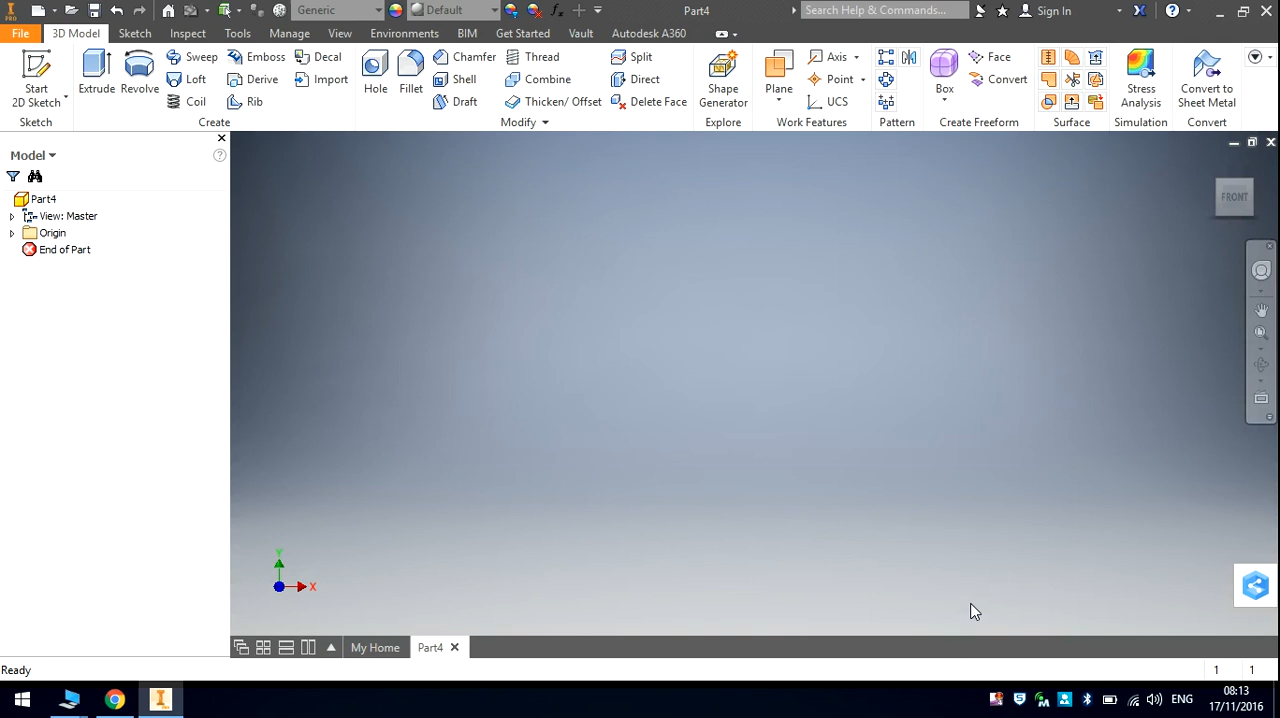 PRO Generic Default fx Part4 Search Help & Commands... Sign In
File 3D Model Sketch Inspect Tools Manage View Environments BIM Get Started Vault Autodesk A360
Start
2D Sketch
Extrude Revolve
Sweep Emboss Decal
Loft Derive Import
Coil Rib
Hole Fillet
Chamfer Thread Split
Shell Combine Direct
Draft Thicken/ Offset Delete Face
Shape
Generator
Plane
Axis
Point
UCS
Box
Face
Convert
Stress
Analysis
Convert to
Sheet Metal
Sketch Create Modify Explore Work Features Pattern Create Freeform Surface Simulation Convert
Model
Part4
View: Master
Origin
End of Part
FRONT
Y
X
My Home Part4
Ready 1 1
PRO
ENG
08:13
17/11/2016